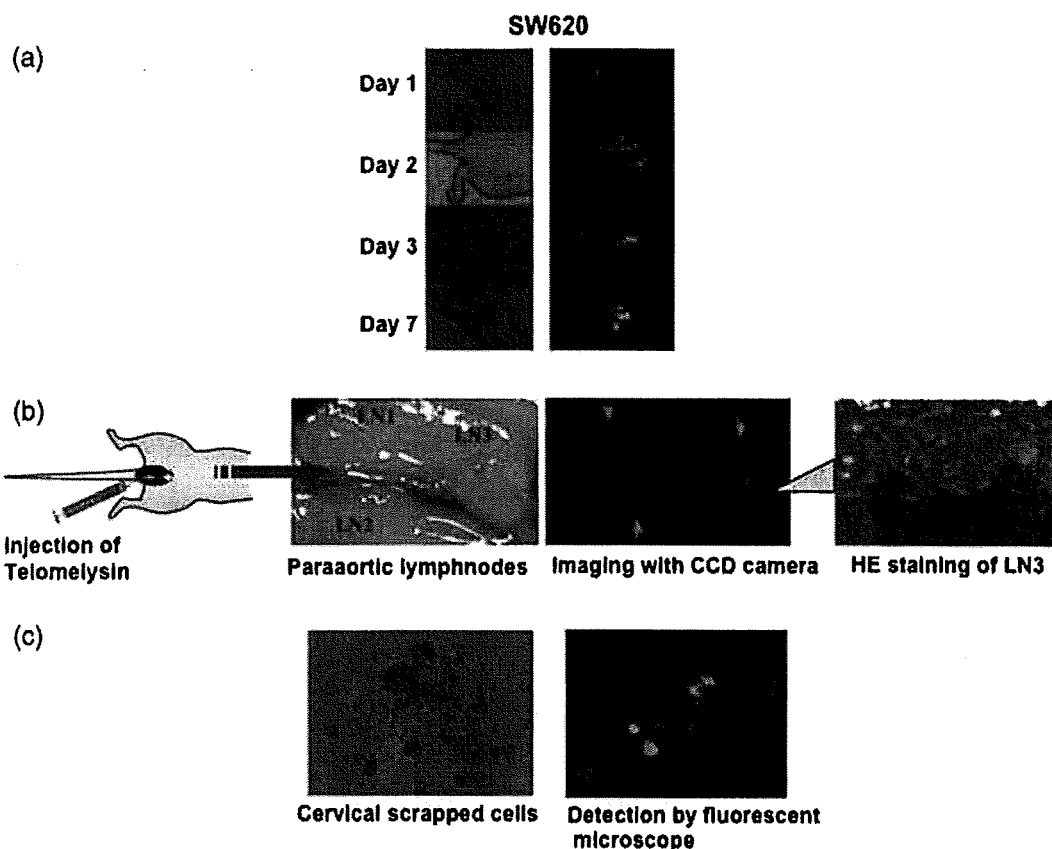 SW620
(a)
Day 1
Day 2
Day 3
Day 7
(b)
LN1
LN3
LN2
Injection of
Telomelysin
Paraaortic lymphnodes
Imaging with CCD camera
HE staining of LN3
(c)
Cervical scrapped cells
Detection by fluorescent
microscope